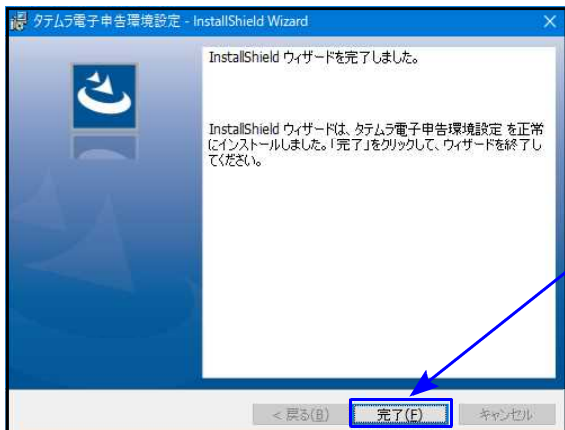 タテムラ電子申告環境設定 - InstallShield Wizard
InstallShield ウィザードを完了しました。
InstallShield ウィザードは、タテムラ電子申告環境設定 を正常
にインストールしました。「完了」をクリックして、ウィザードを終了し
てください。
< 戻る(B) 完了(F) キャンセル